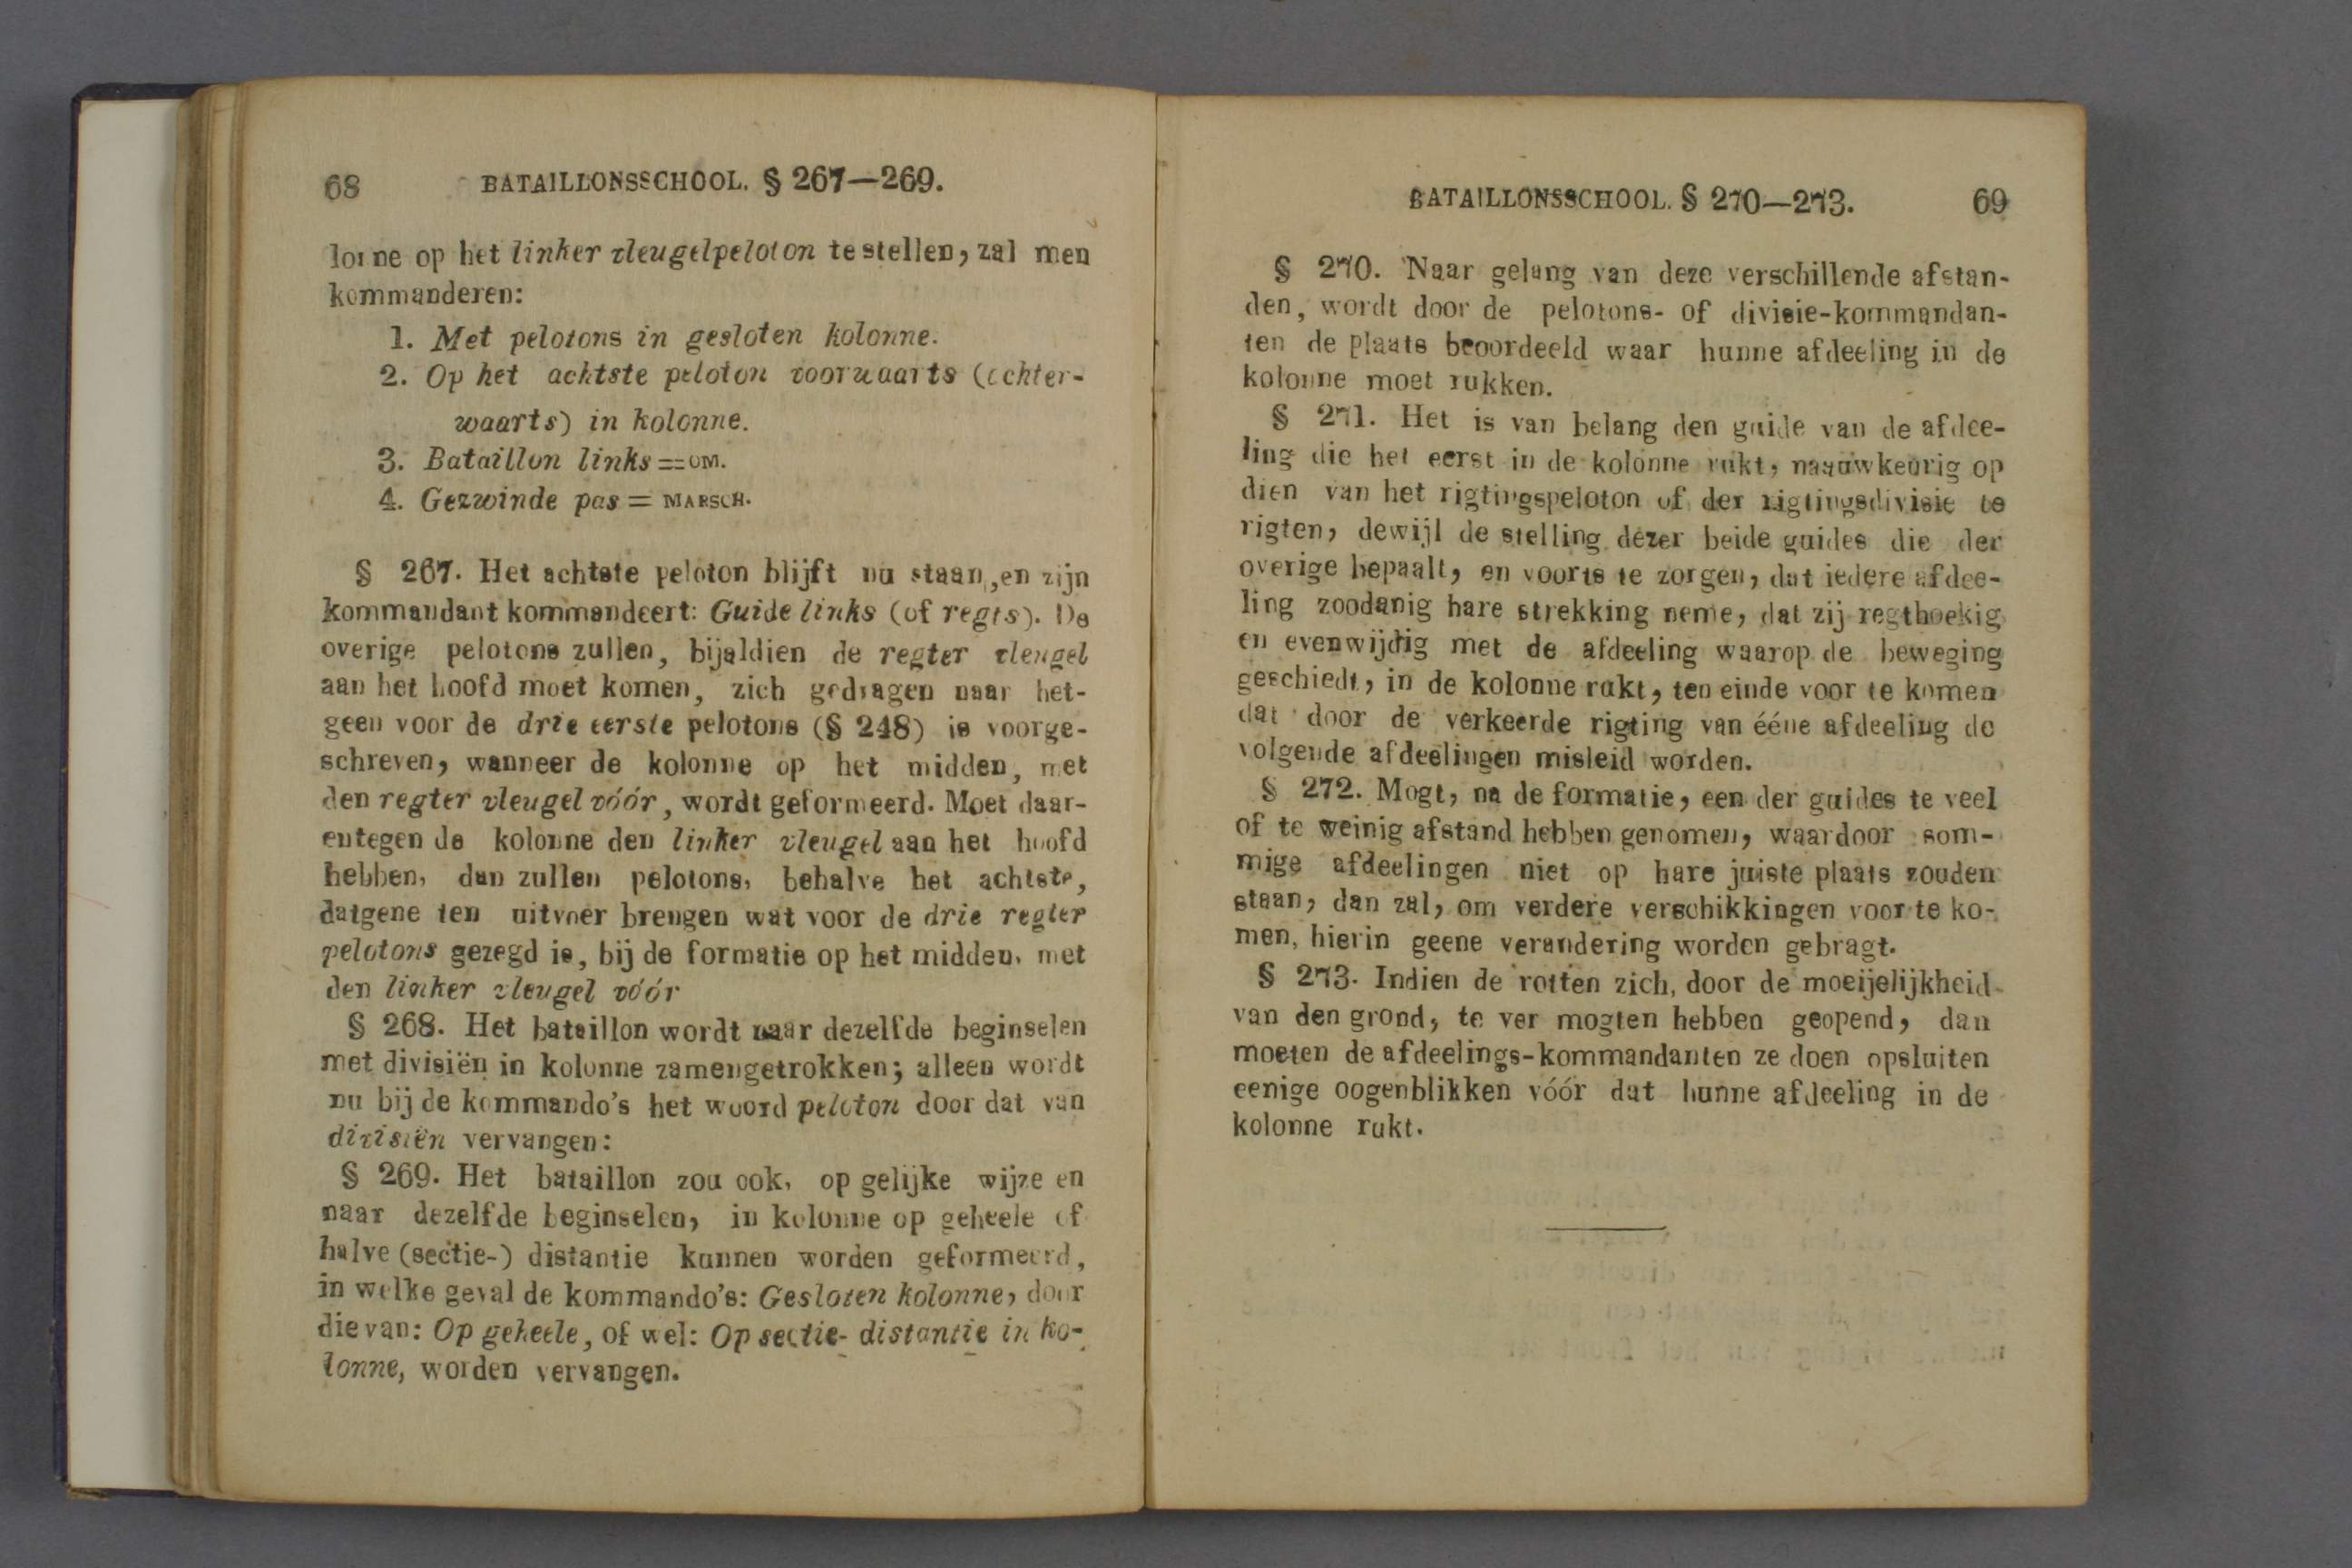 68 BATAILLONSSCHOOL. § 267—269.
lonne op het linker vleugelpeloton te stellen, zal men
kommanderen:
1. Met pelotons in gesloten kolonne.
2. Op het achtste peloton voorwaarts (achter-
waarts) in kolonne.
3. Bataillon links = OM.
4. Gezwinde pas = MARSCH.
§ 267. Het achtste peloton blijft nu staan, en zijn
kommandant kommandeert: Guide links (of regts). De
overige pelotons zullen, bijaldien de regter vleugel
aan het hoofd moet komen, zich gedragen naar het-
geen voor de drie eerste pelotons (§ 248) is voorge-
schreven, wanneer de kolonne op het midden, met
den regter vleugel vóór, wordt geformeerd. Moet daar-
entegen de kolonne den linker vleugel aan het hoofd
hebben, dan zullen pelotons, behalve het achtste,
datgene ten uitvoer brengen wat voor de drie regter
pelotons gezegd is, bij de formatie op het midden, met
den linker vleugel vóór
§ 268. Het bataillon wordt naar dezelfde beginselen
met divisiën in kolonne zamengetrokken; alleen wordt
nu bij de kommando's het woord peloton door dat van
divisiën vervangen:
§ 269. Het bataillon zou ook, op gelijke wijze en
naar dezelfde beginselen, in kolonne op geheele of
halve (sectie-) distantie kunnen worden geformeerd,
in welke geval de kommando's: Gesloten kolonne, door
die van: Op geheele, of wel: Op sectie- distantie in ko-
lonne, worden vervangen.
BATAILLONSSCHOOL. § 270—273. 69
§ 270. Naar gelang van deze verschillende afstan-
den, wordt door de pelotons- of divisie-kommandan-
ten de plaats beoordeeld waar hunne afdeeling in de
kolonne moet rukken.
§ 271. Het is van belang den guide van de afdee-
ling die het eerst in de kolonne rukt, naauwkeurig op
dien van het rigtingspeloton of der rigtingsdivisie te
rigten, dewijl de stelling dezer beide guides die der
overige bepaalt, en voorts te zorgen, dat iedere afdee-
ling zoodanig hare strekking neme, dat zij regthoekig
en evenwijdig met de afdeeling waarop de beweging
geschiedt, in de kolonne rukt, ten einde voor te komen
dat door de verkeerde rigting van ééne afdeeling de
volgende afdeelingen misleid worden.
§ 272. Mogt, na de formatie, een der guides te veel
of te weinig afstand hebben genomen, waardoor som-
mige afdeelingen niet op hare juiste plaats zouden
staan, dan zal, om verdere verschikkingen voor te ko-
men, hierin geene verandering worden gebragt.
§ 273. Indien de rotten zich, door de moeijelijkheid
van den grond, te ver mogten hebben geopend, dan
moeten de afdeelings-kommandanten ze doen opsluiten
eenige oogenblikken vóór dat hunne afdeeling in de
kolonne rukt.